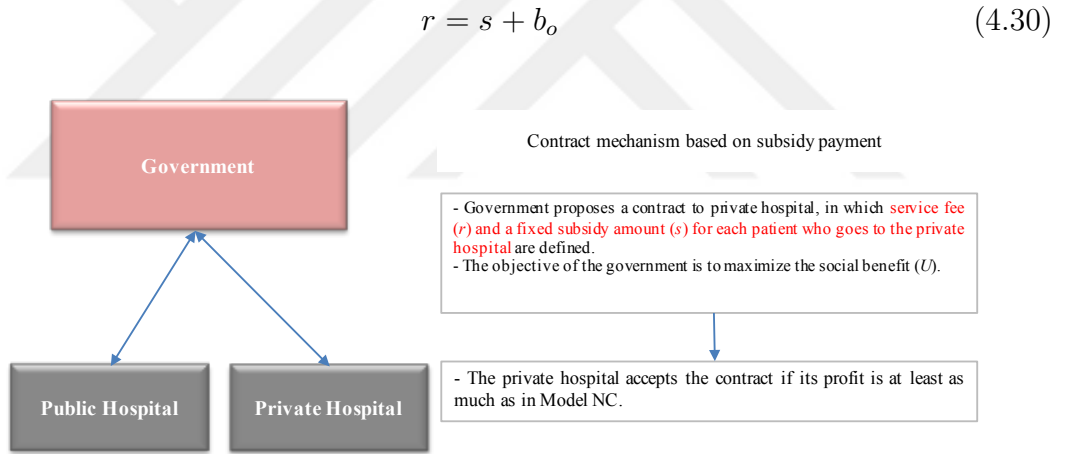 r = s + b_o (4.30)
Government
Contract mechanism based on subsidy payment
- Government proposes a contract to private hospital, in which service fee
(r) and a fixed subsidy amount (s) for each patient who goes to the private
hospital are defined.
- The objective of the government is to maximize the social benefit (U).
Public Hospital
Private Hospital
- The private hospital accepts the contract if its profit is at least as
much as in Model NC.